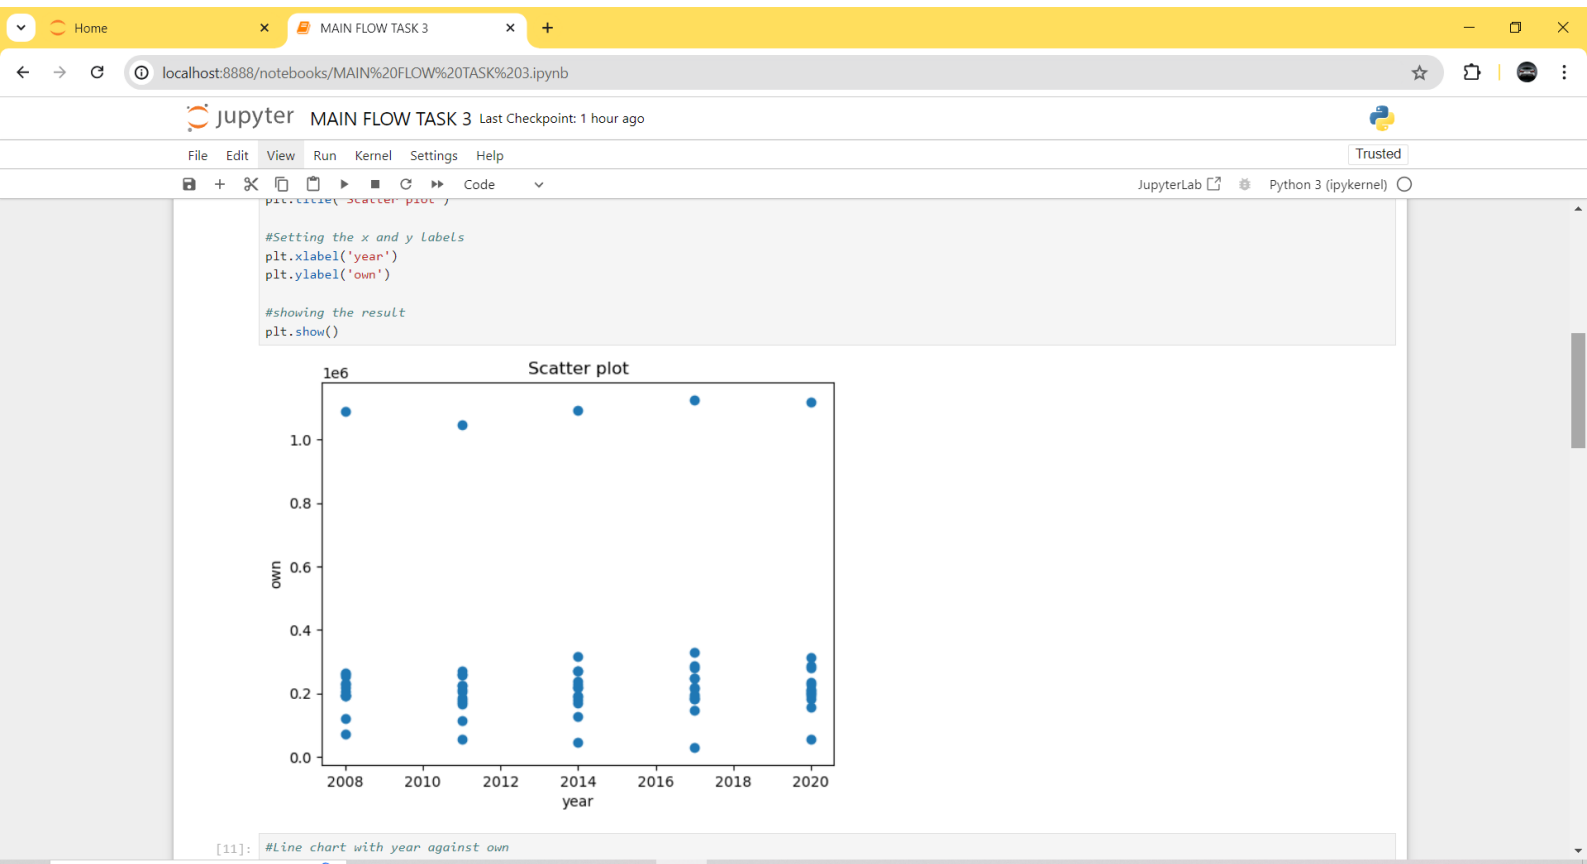 Home
MAIN FLOW TASK 3
localhost:8888/notebooks/MAIN%20FLOW%20TASK%203.ipynb
jupyter MAIN FLOW TASK 3 Last Checkpoint: 1 hour ago
File Edit View Run Kernel Settings Help
Trusted
Code
JupyterLab
Python 3 (ipykernel)
plt.title('Scatter plot')
#Setting the x and y labels
plt.xlabel('year')
plt.ylabel('own')
#showing the result
plt.show()
Scatter plot
1e6
1.0
0.8
0.6
0.4
0.2
0.0
own
2008 2010 2012 2014 2016 2018 2020
year
[11]: #Line chart with year against own